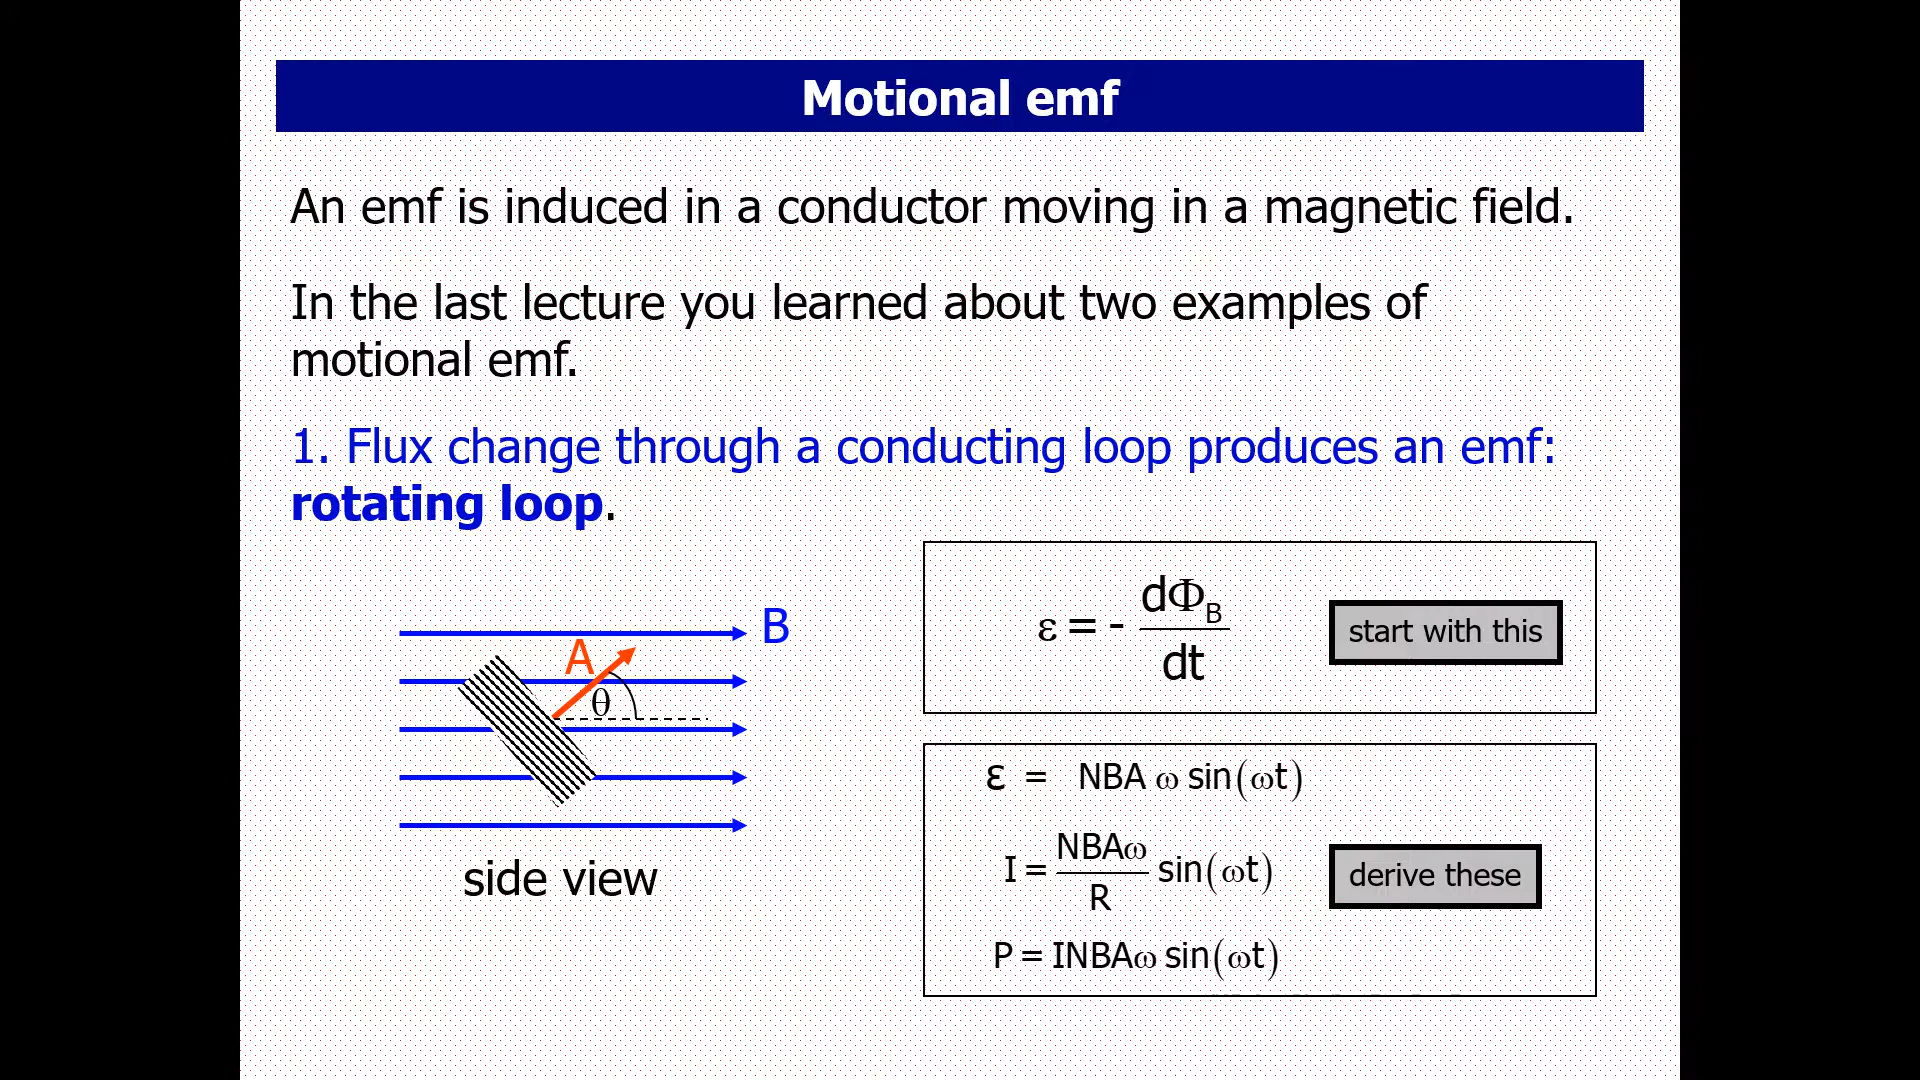 Motional emf
An emf is induced in a conductor moving in a magnetic field.
In the last lecture you learned about two examples of
motional emf.
1. Flux change through a conducting loop produces an emf:
rotating loop.
B
A
θ
side view
ε = - dΦ_B / dt
start with this
ε = NBA ω sin(ωt)
I = NBAω / R sin(ωt)
derive these
P = INBAω sin(ωt)